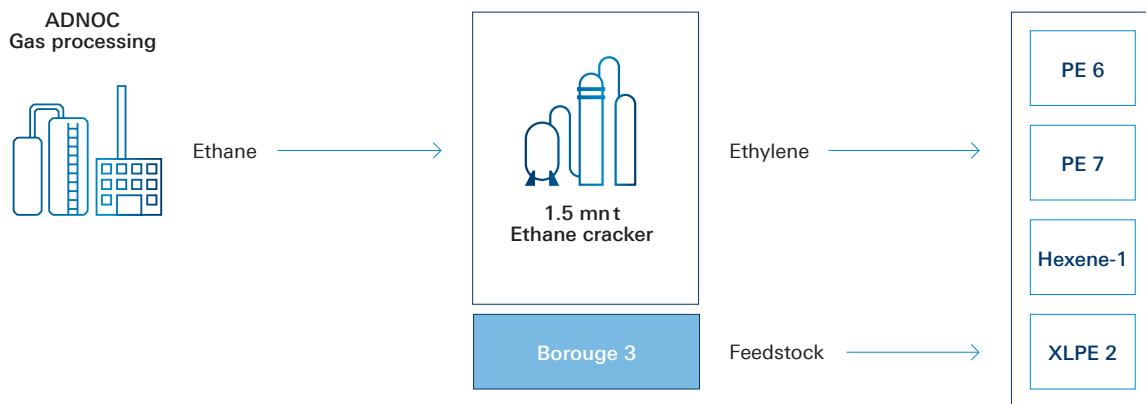 ADNOC
Gas processing
Ethane
1.5 mn t
Ethane cracker
Borouge 3
Ethylene
Feedstock
PE 6
PE 7
Hexene-1
XLPE 2